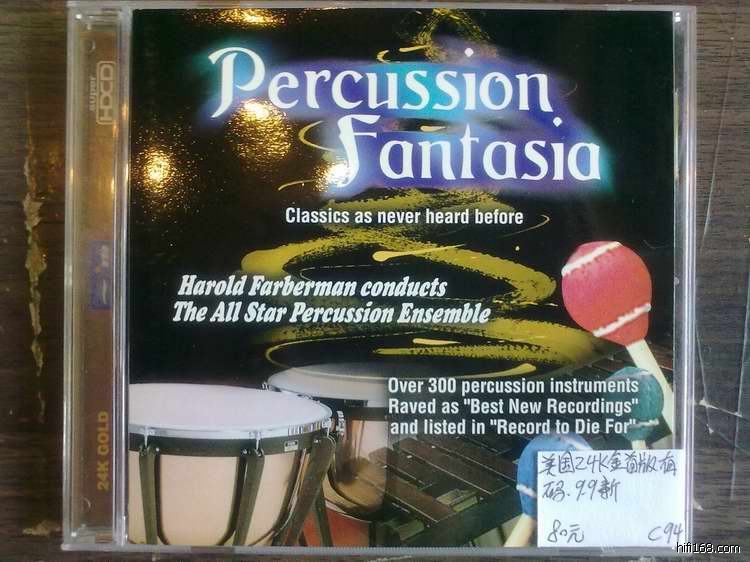 Percussion
Fantasia
Classics as never heard before
Harold Farberman conducts
The All Star Percussion Ensemble
Over 300 percussion instruments
Raved as "Best New Recordings"
and listed in "Record to Die For"
super
HDCD
24K GOLD
美国24K金首版有
码.9.9新
80元 C94
hifi168.com